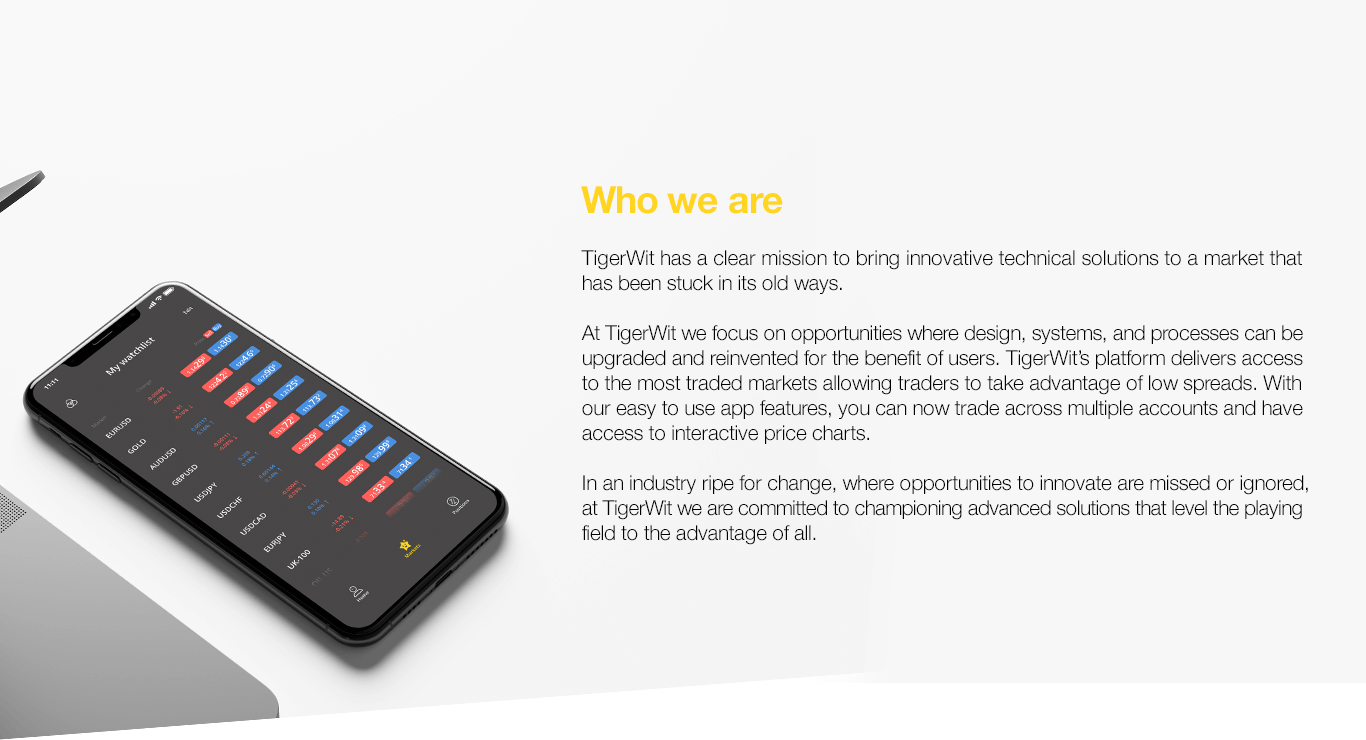 Who we are
TigerWit has a clear mission to bring innovative technical solutions to a market that
has been stuck in its old ways.
At TigerWit we focus on opportunities where design, systems, and processes can be
upgraded and reinvented for the benefit of users. TigerWit's platform delivers access
to the most traded markets allowing traders to take advantage of low spreads. With
our easy to use app features, you can now trade across multiple accounts and have
access to interactive price charts.
In an industry ripe for change, where opportunities to innovate are missed or ignored,
at TigerWit we are committed to championing advanced solutions that level the playing
field to the advantage of all.
11:11
Edit
My watchlist
EURUSD
GOLD
AUDUSD
GBPUSD
USDJPY
USDCHF
USDCAD
EURJPY
UK-100
Markets
Positions